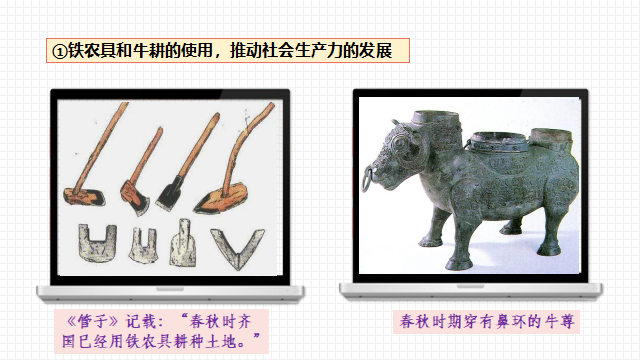 ①铁农具和牛耕的使用，推动社会生产力的发展
《管子》记载：“春秋时齐
国已经用铁农具耕种土地。”
春秋时期穿有鼻环的牛尊